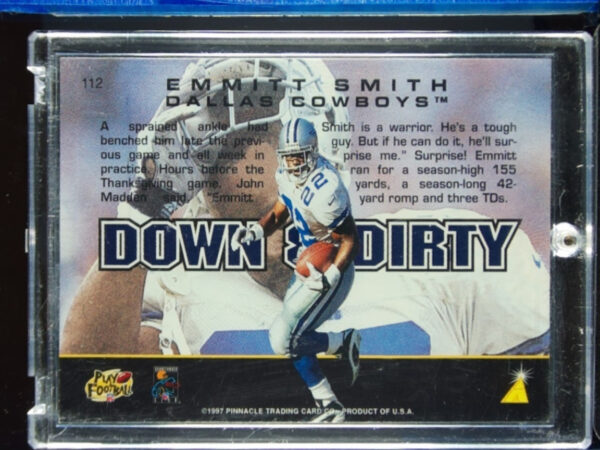 112
EMMITT SMITH
DALLAS COWBOYS™
A sprained ankle had
benched him late the previ-
ous game and all week in
practice. Hours before the
Thanksgiving game, John
Madden said, "Emmitt
Smith is a warrior. He's a tough
guy. But if he can do it, he'll sur-
prise me." Surprise! Emmitt
ran for a season-high 155
yards, a season-long 42-
yard romp and three TDs.
DOWN & DIRTY
22
PLAY
FOOTBALL
©1997 PINNACLE TRADING CARD CO. PRODUCT OF U.S.A.